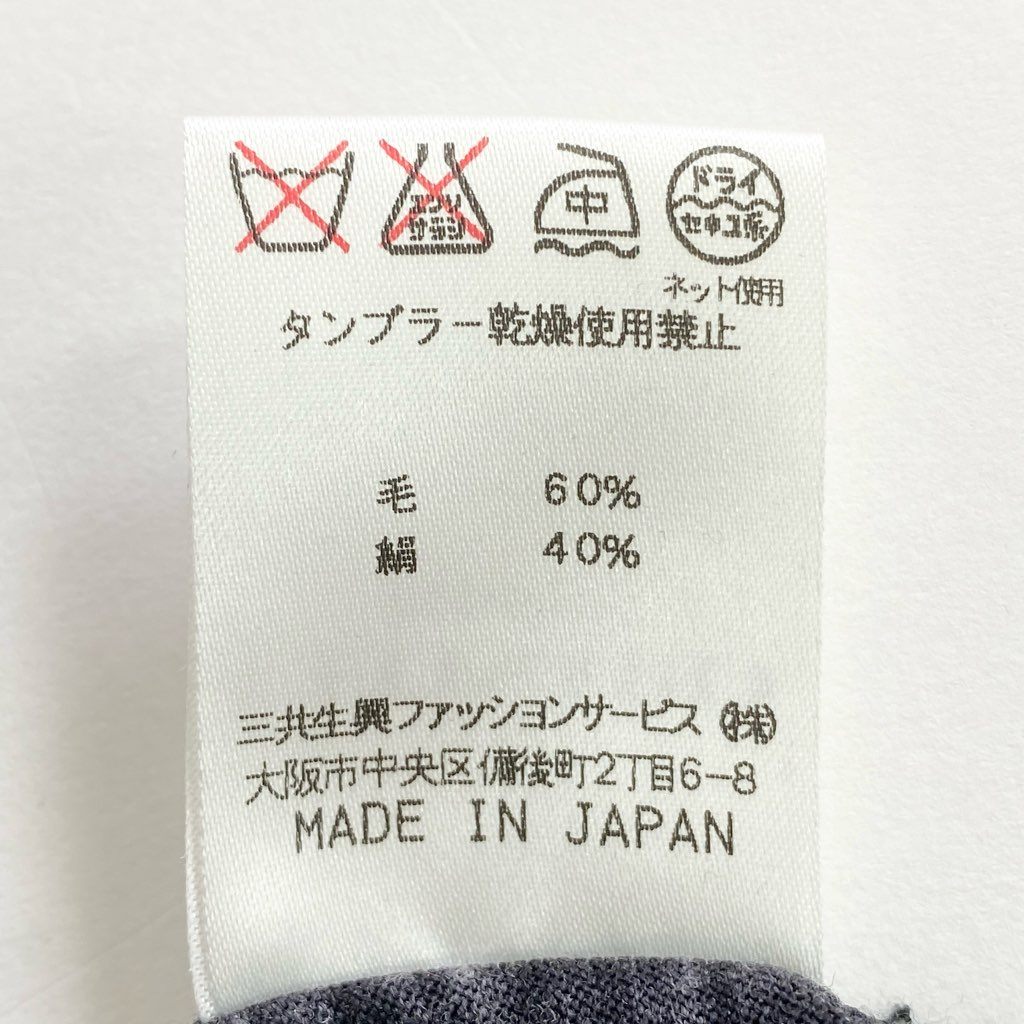 エンソ
サラシ
中
ドライ
セキユ系
ネット使用
タンブラー乾燥使用禁止
毛 60%
絹 40%
三共生興ファッションサービス(株)
大阪市中央区備後町2丁目6-8
MADE IN JAPAN